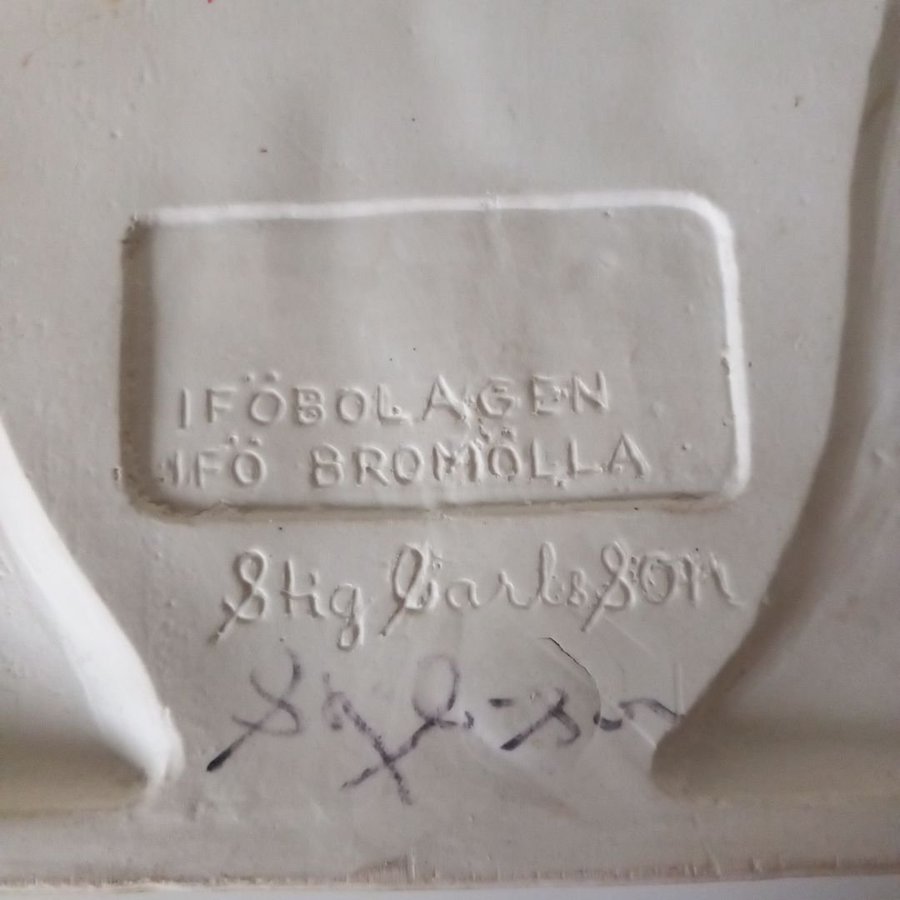 IFÖBOLAGEN
IFÖ BROMÖLLA
Stig Carlsson